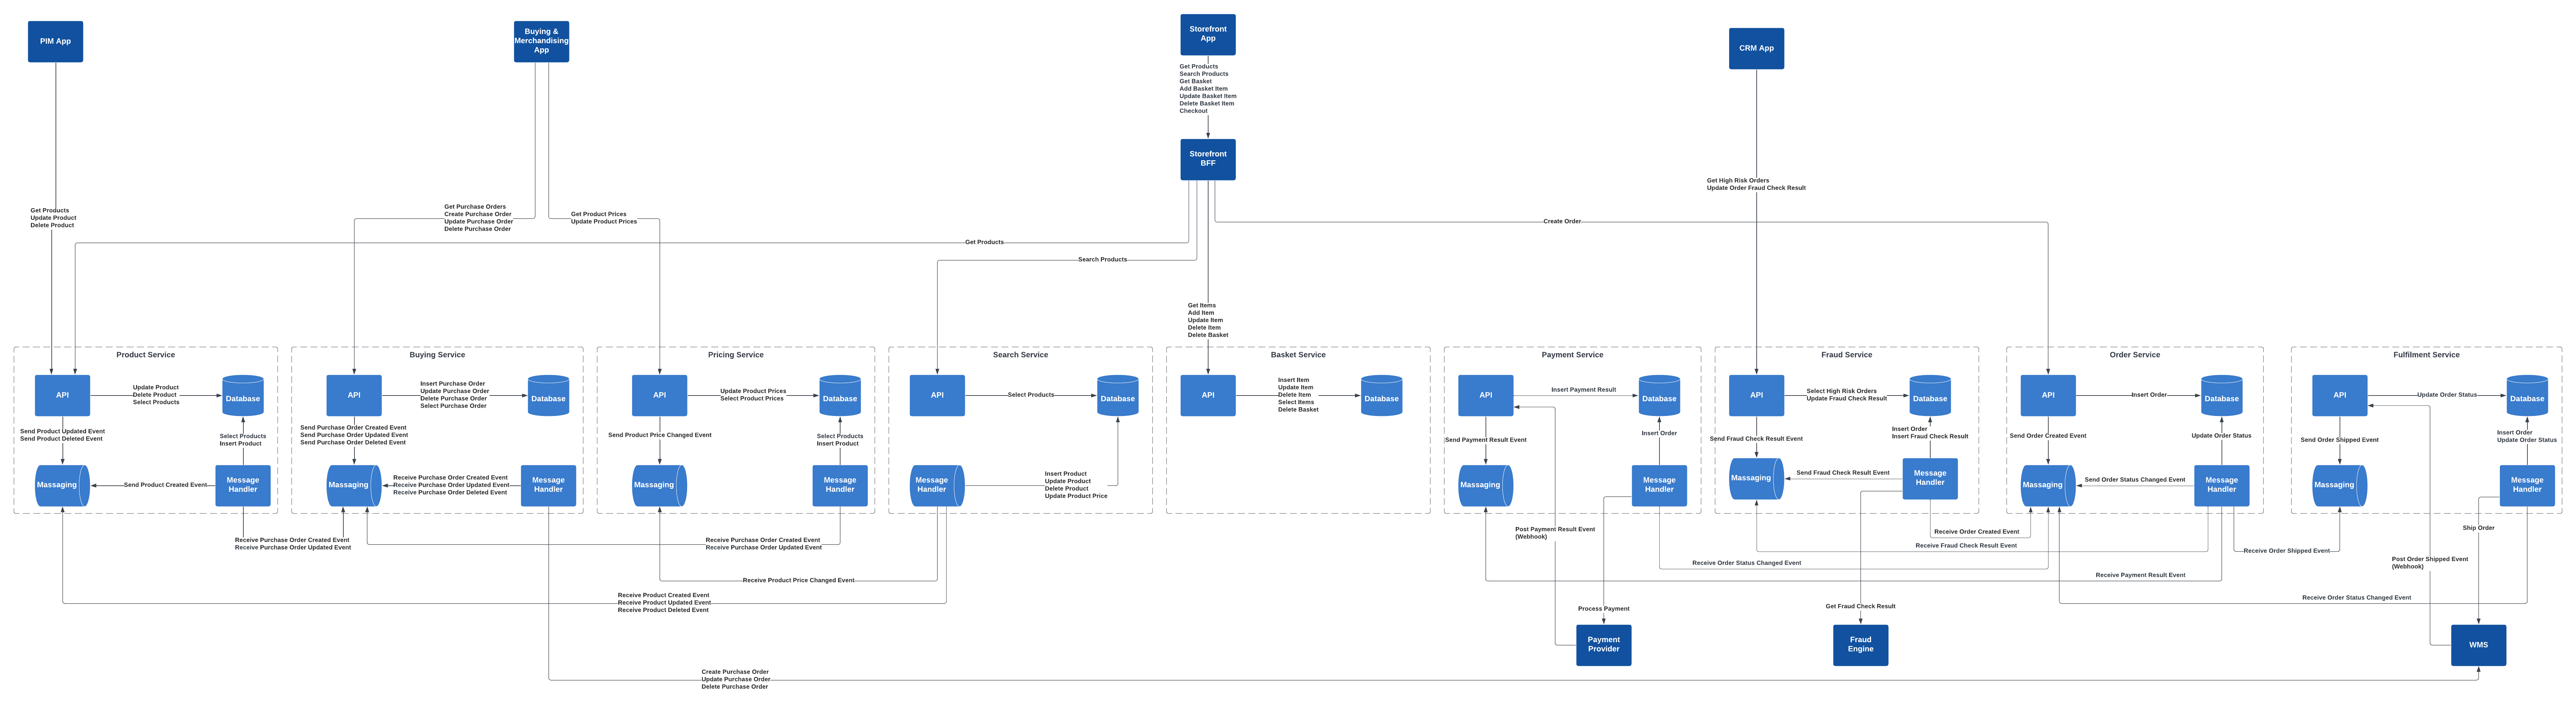 PIM App
Buying &
Merchandising
App
Storefront
App
CRM App
Get Products
Search Products
Get Basket
Add Basket Item
Update Basket Item
Delete Basket Item
Checkout
Storefront
BFF
Get High Risk Orders
Update Order Fraud Check Result
Get Products
Update Product
Delete Product
Get Purchase Orders
Create Purchase Order
Update Purchase Order
Delete Purchase Order
Get Product Prices
Update Product Prices
Create Order
Get Products
Search Products
Get Items
Add Item
Update Item
Delete Item
Delete Basket
Product Service
API
Update Product
Delete Product
Select Products
Database
Send Product Updated Event
Send Product Deleted Event
Select Products
Insert Product
Massaging
Send Product Created Event
Message
Handler
Buying Service
API
Insert Purchase Order
Update Purchase Order
Delete Purchase Order
Select Purchase Order
Database
Send Purchase Order Created Event
Send Purchase Order Updated Event
Send Purchase Order Deleted Event
Massaging
Receive Purchase Order Created Event
Receive Purchase Order Updated Event
Receive Purchase Order Deleted Event
Message
Handler
Pricing Service
API
Update Product Prices
Select Product Prices
Database
Send Product Price Changed Event
Select Products
Insert Product
Massaging
Message
Handler
Search Service
API
Select Products
Database
Message
Handler
Insert Product
Update Product
Delete Product
Update Product Price
Basket Service
API
Insert Item
Update Item
Delete Item
Select Items
Delete Basket
Database
Payment Service
API
Insert Payment Result
Database
Send Payment Result Event
Insert Order
Massaging
Message
Handler
Fraud Service
API
Select High Risk Orders
Update Fraud Check Result
Database
Send Fraud Check Result Event
Insert Order
Insert Fraud Check Result
Massaging
Send Fraud Check Result Event
Message
Handler
Order Service
API
Insert Order
Database
Send Order Created Event
Update Order Status
Massaging
Send Order Status Changed Event
Message
Handler
Fulfilment Service
API
Update Order Status
Database
Send Order Shipped Event
Insert Order
Update Order Status
Massaging
Message
Handler
Receive Purchase Order Created Event
Receive Purchase Order Updated Event
Receive Purchase Order Created Event
Receive Purchase Order Updated Event
Post Payment Result Event
(Webhook)
Receive Order Created Event
Receive Fraud Check Result Event
Receive Order Shipped Event
Ship Order
Receive Order Status Changed Event
Post Order Shipped Event
(Webhook)
Receive Product Price Changed Event
Receive Payment Result Event
Receive Product Created Event
Receive Product Updated Event
Receive Product Deleted Event
Receive Order Status Changed Event
Process Payment
Get Fraud Check Result
Payment
Provider
Fraud
Engine
WMS
Create Purchase Order
Update Purchase Order
Delete Purchase Order